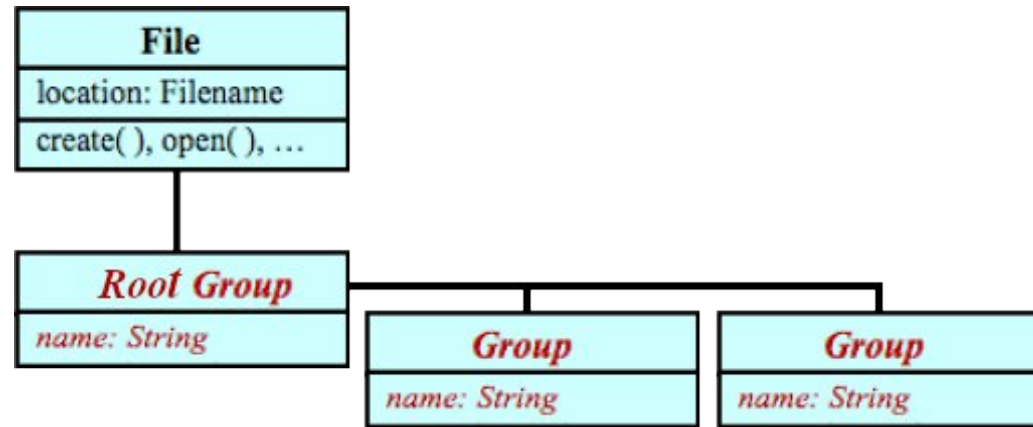 File
location: Filename
create( ), open( ), ...
Root Group
name: String
Group
name: String
Group
name: String